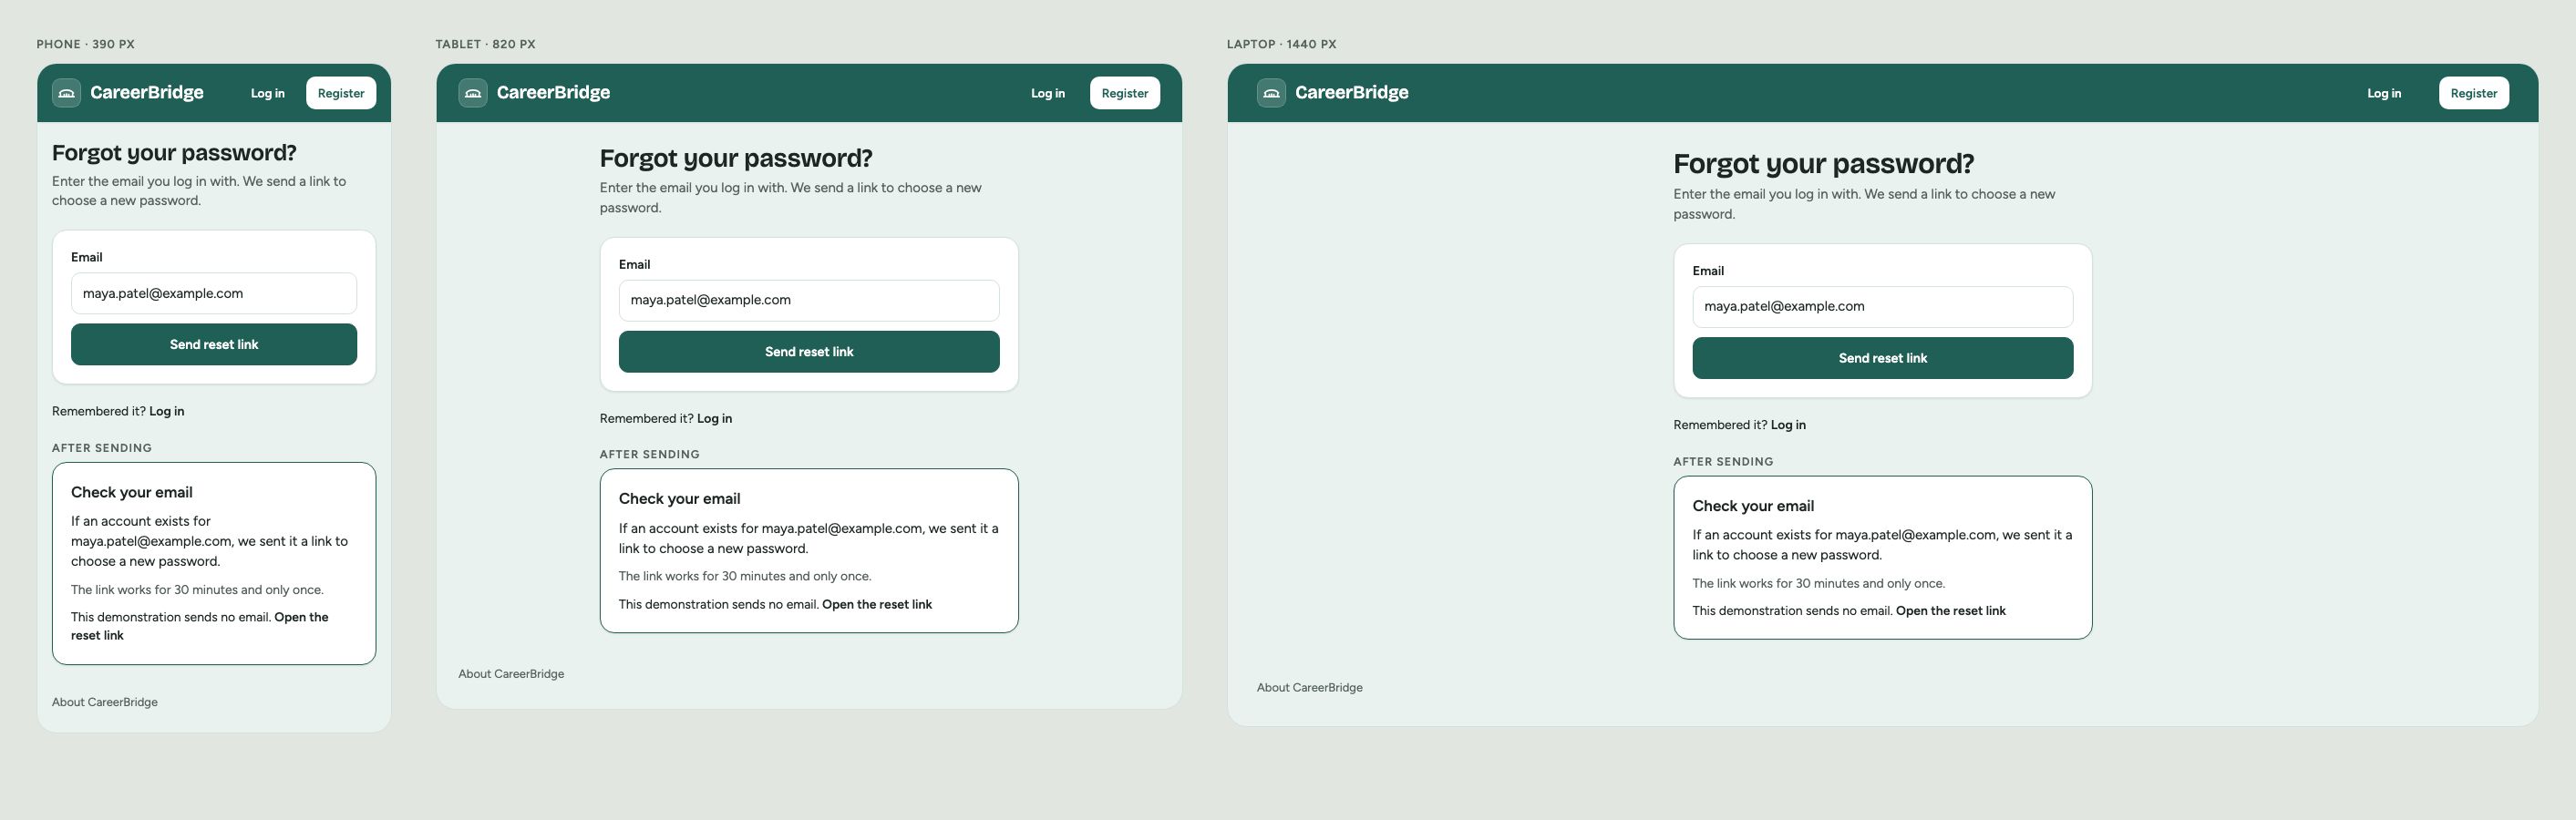 PHONE · 390 PX
CareerBridge
Log in
Register
Forgot your password?
Enter the email you log in with. We send a link to
choose a new password.
Email
maya.patel@example.com
Send reset link
Remembered it? Log in
AFTER SENDING
Check your email
If an account exists for
maya.patel@example.com, we sent it a link to
choose a new password.
The link works for 30 minutes and only once.
This demonstration sends no email. Open the
reset link
About CareerBridge
TABLET · 820 PX
CareerBridge
Log in
Register
Forgot your password?
Enter the email you log in with. We send a link to choose a new
password.
Email
maya.patel@example.com
Send reset link
Remembered it? Log in
AFTER SENDING
Check your email
If an account exists for maya.patel@example.com, we sent it a
link to choose a new password.
The link works for 30 minutes and only once.
This demonstration sends no email. Open the reset link
About CareerBridge
LAPTOP · 1440 PX
CareerBridge
Log in
Register
Forgot your password?
Enter the email you log in with. We send a link to choose a new
password.
Email
maya.patel@example.com
Send reset link
Remembered it? Log in
AFTER SENDING
Check your email
If an account exists for maya.patel@example.com, we sent it a
link to choose a new password.
The link works for 30 minutes and only once.
This demonstration sends no email. Open the reset link
About CareerBridge